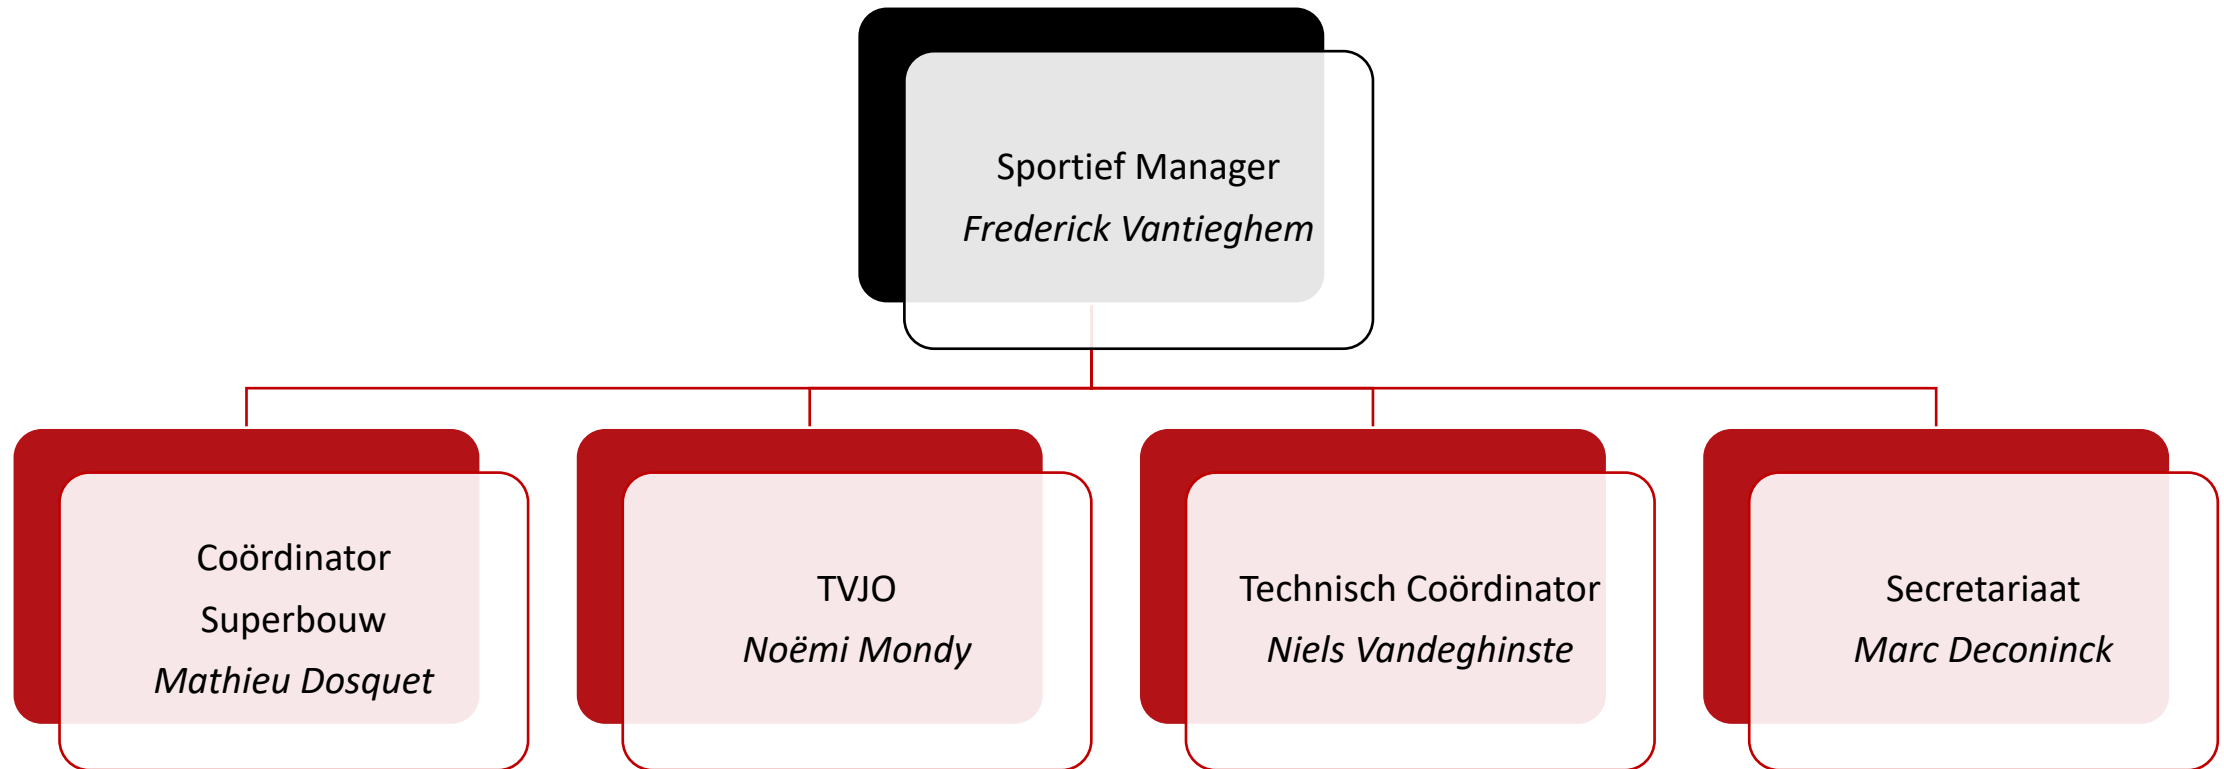 Sportief Manager
Frederick Vantieghem
Coördinator
Superbouw
Mathieu Dosquet
TVJO
Noëmi Mondy
Technisch Coördinator
Niels Vandeghinste
Secretariaat
Marc Deconinck